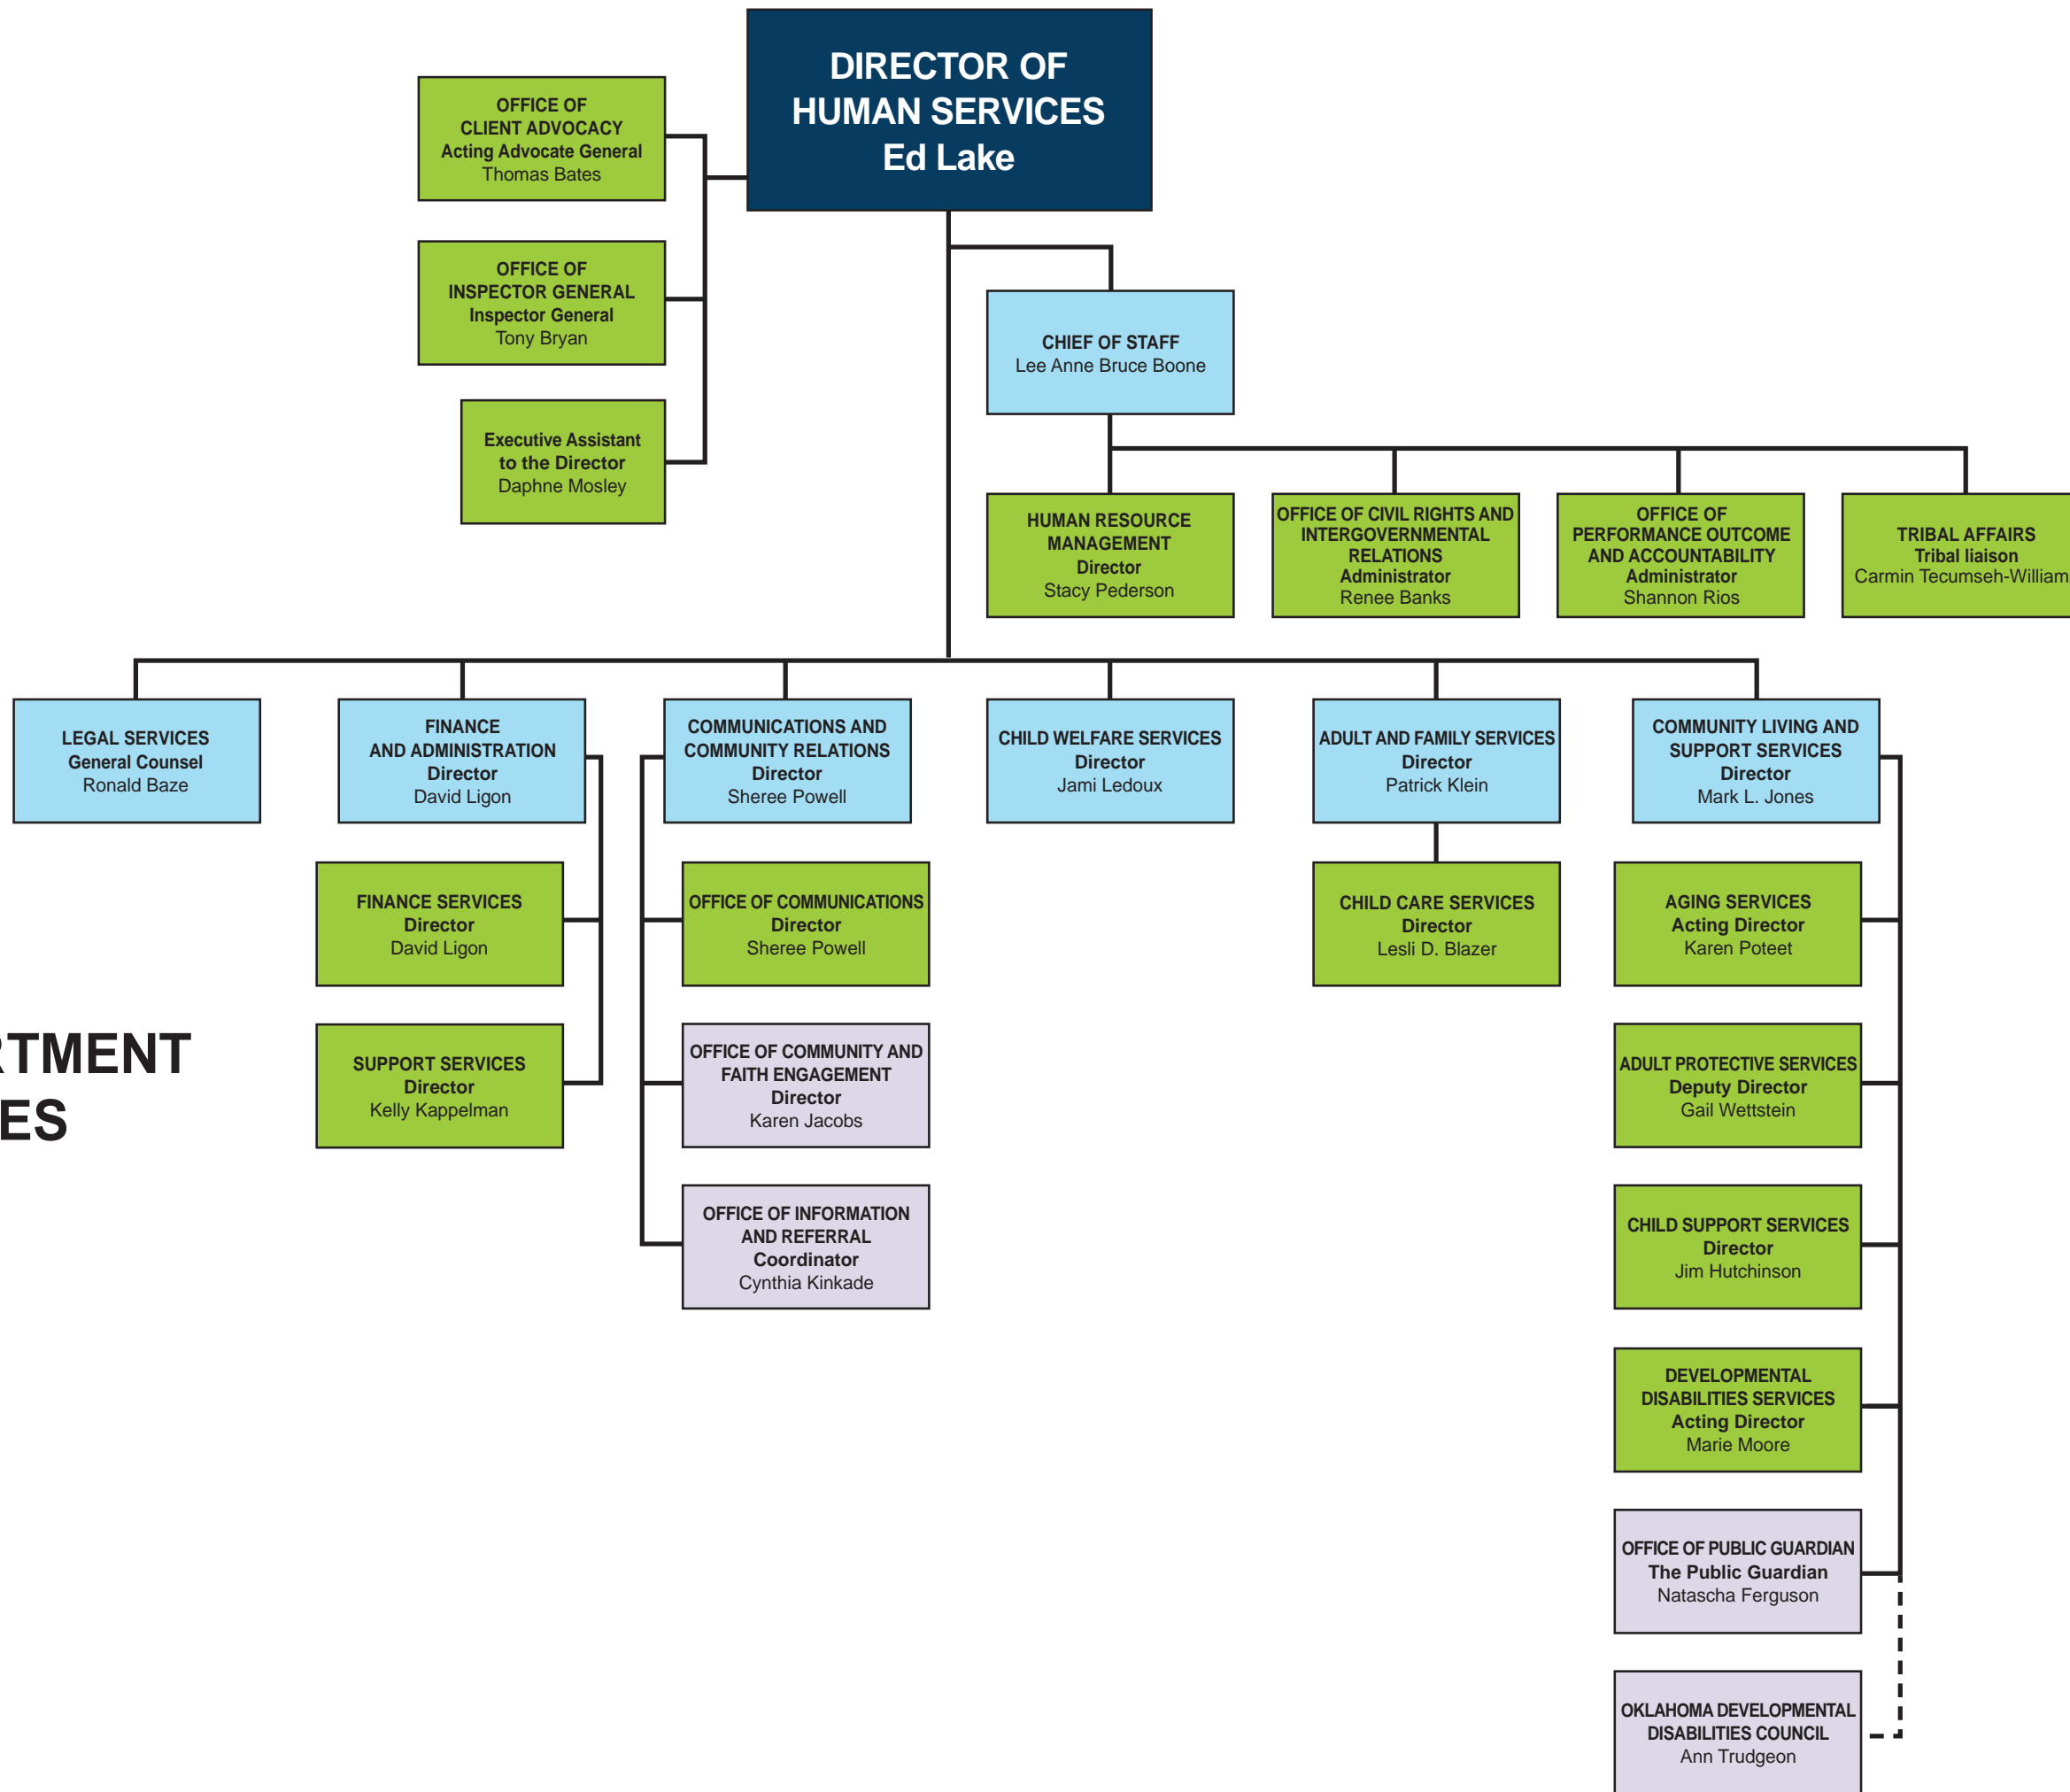 DIRECTOR OF
HUMAN SERVICES
Ed Lake
OFFICE OF
CLIENT ADVOCACY
Acting Advocate General
Thomas Bates
OFFICE OF
INSPECTOR GENERAL
Inspector General
Tony Bryan
Executive Assistant
to the Director
Daphne Mosley
CHIEF OF STAFF
Lee Anne Bruce Boone
HUMAN RESOURCE
MANAGEMENT
Director
Stacy Pederson
OFFICE OF CIVIL RIGHTS AND
INTERGOVERNMENTAL
RELATIONS
Administrator
Renee Banks
OFFICE OF
PERFORMANCE OUTCOME
AND ACCOUNTABILITY
Administrator
Shannon Rios
TRIBAL AFFAIRS
Tribal liaison
Carmin Tecumseh-William
LEGAL SERVICES
General Counsel
Ronald Baze
FINANCE
AND ADMINISTRATION
Director
David Ligon
COMMUNICATIONS AND
COMMUNITY RELATIONS
Director
Sheree Powell
CHILD WELFARE SERVICES
Director
Jami Ledoux
ADULT AND FAMILY SERVICES
Director
Patrick Klein
COMMUNITY LIVING AND
SUPPORT SERVICES
Director
Mark L. Jones
FINANCE SERVICES
Director
David Ligon
OFFICE OF COMMUNICATIONS
Director
Sheree Powell
CHILD CARE SERVICES
Director
Lesli D. Blazer
AGING SERVICES
Acting Director
Karen Poteet
RTMENT
ES
SUPPORT SERVICES
Director
Kelly Kappelman
OFFICE OF COMMUNITY AND
FAITH ENGAGEMENT
Director
Karen Jacobs
ADULT PROTECTIVE SERVICES
Deputy Director
Gail Wettstein
OFFICE OF INFORMATION
AND REFERRAL
Coordinator
Cynthia Kinkade
CHILD SUPPORT SERVICES
Director
Jim Hutchinson
DEVELOPMENTAL
DISABILITIES SERVICES
Acting Director
Marie Moore
OFFICE OF PUBLIC GUARDIAN
The Public Guardian
Natascha Ferguson
OKLAHOMA DEVELOPMENTAL
DISABILITIES COUNCIL
Ann Trudgeon